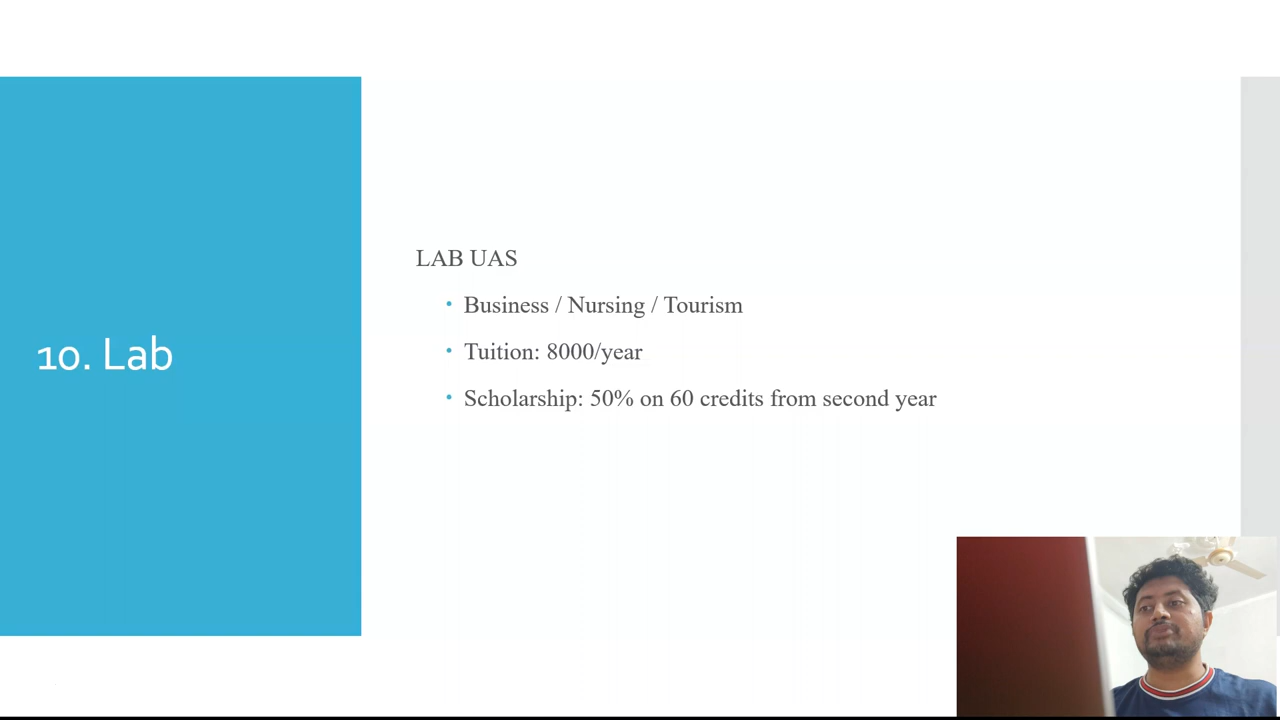 10. Lab
LAB UAS
• Business / Nursing / Tourism
• Tuition: 8000/year
• Scholarship: 50% on 60 credits from second year